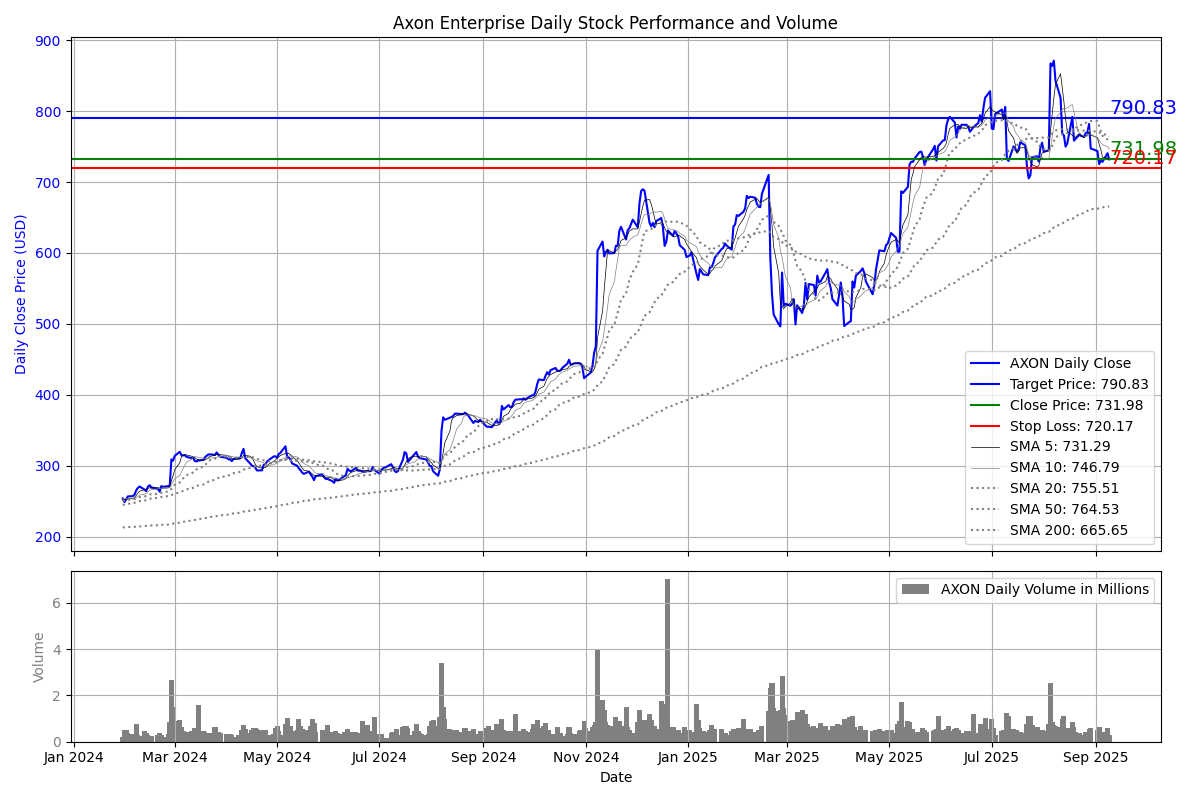 Axon Enterprise Daily Stock Performance and Volume
Daily Close Price (USD)
900
800
700
600
500
400
300
200
790.83
731.98
720.17
AXON Daily Close
Target Price: 790.83
Close Price: 731.98
Stop Loss: 720.17
SMA 5: 731.29
SMA 10: 746.79
SMA 20: 755.51
SMA 50: 764.53
SMA 200: 665.65
Volume
6
4
2
0
AXON Daily Volume in Millions
Jan 2024
Mar 2024
May 2024
Jul 2024
Sep 2024
Nov 2024
Jan 2025
Mar 2025
May 2025
Jul 2025
Sep 2025
Date